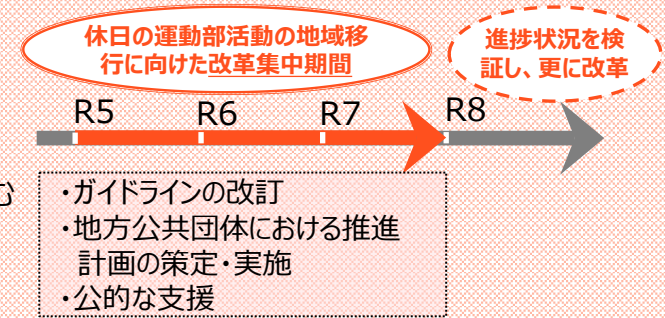 休日の運動部活動の地域移
行に向けた改革集中期間
進捗状況を検
証し、更に改革
R5 R6 R7 R8
む
・ガイドラインの改訂
・地方公共団体における推進
計画の策定・実施
・公的な支援